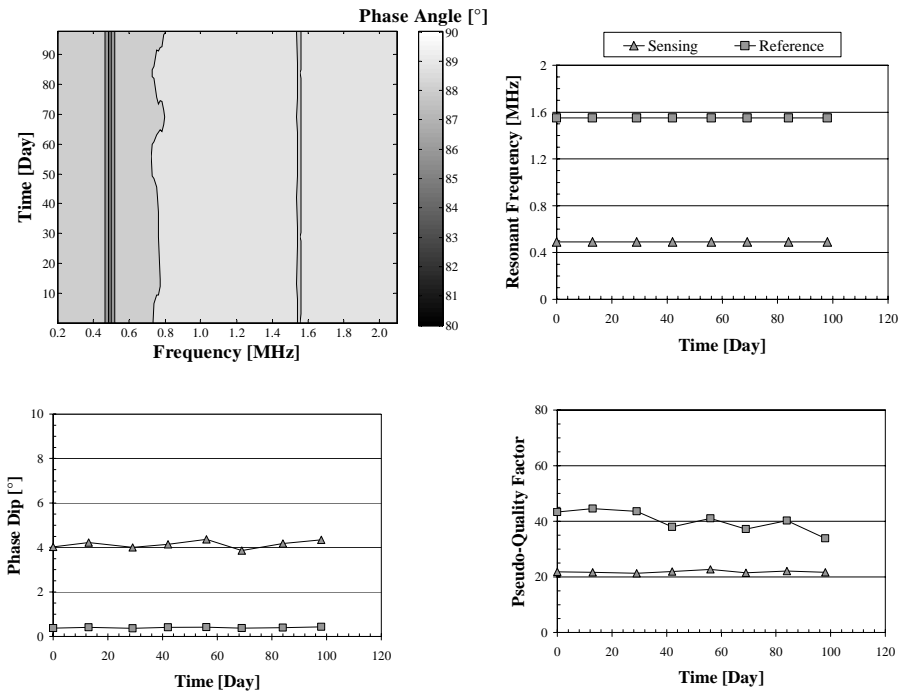 Phase Angle [°]
90
89
88
87
86
85
84
83
82
81
80
Time [Day]
90
80
70
60
50
40
30
20
10
0.2 0.4 0.6 0.8 1.0 1.2 1.4 1.6 1.8 2.0
Frequency [MHz]
Sensing Reference
Resonant Frequency [MHz]
2
1.6
1.2
0.8
0.4
0
0 20 40 60 80 100 120
Time [Day]
Phase Dip [°]
10
8
6
4
2
0
0 20 40 60 80 100 120
Time [Day]
Pseudo-Quality Factor
80
60
40
20
0
0 20 40 60 80 100 120
Time [Day]